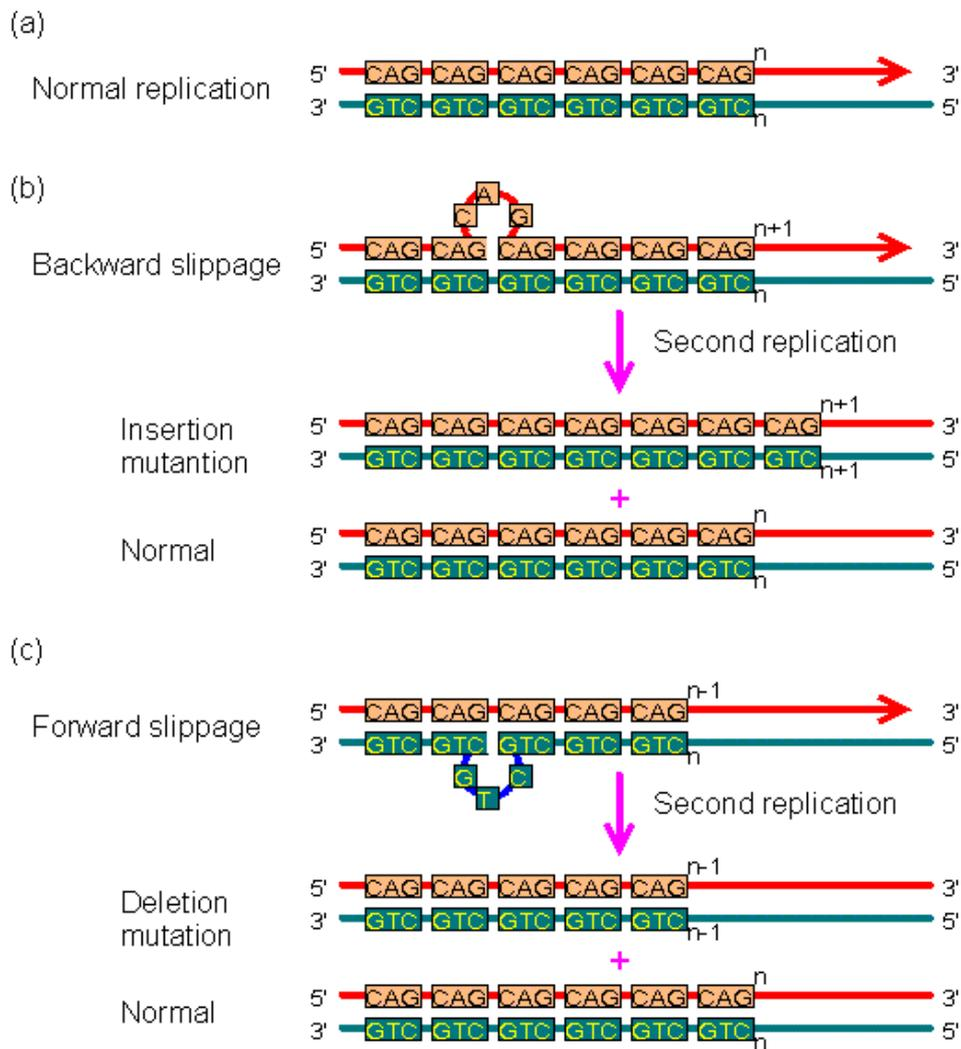 (a)
Normal replication
5' CAG CAG CAG CAG CAG CAG n 3'
3' GTC GTC GTC GTC GTC GTC n 5'
(b)
C A G
Backward slippage
5' CAG CAG CAG CAG CAG CAG n+1 3'
3' GTC GTC GTC GTC GTC GTC n 5'
Second replication
Insertion
mutantion
5' CAG CAG CAG CAG CAG CAG CAG n+1 3'
3' GTC GTC GTC GTC GTC GTC GTC n+1 5'
+
Normal
5' CAG CAG CAG CAG CAG CAG n 3'
3' GTC GTC GTC GTC GTC GTC n 5'
(c)
Forward slippage
5' CAG CAG CAG CAG CAG n-1 3'
3' GTC GTC GTC GTC GTC n 5'
G T C
Second replication
Deletion
mutation
5' CAG CAG CAG CAG CAG n-1 3'
3' GTC GTC GTC GTC GTC n-1 5'
+
Normal
5' CAG CAG CAG CAG CAG CAG n 3'
3' GTC GTC GTC GTC GTC GTC n 5'